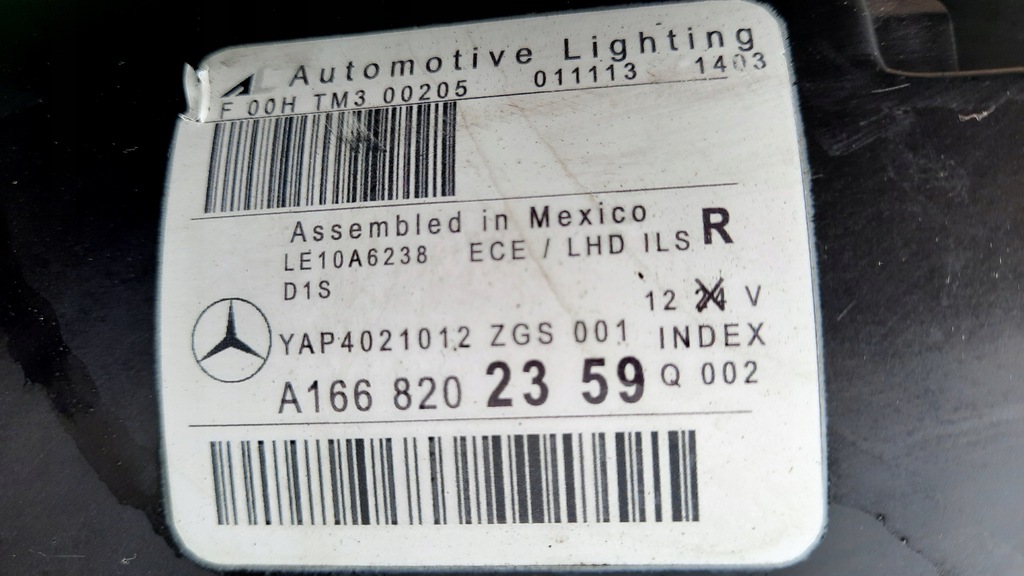 AL Automotive Lighting
F 00H TM3 00205 011113 1403
Assembled in Mexico
LE10A6238 ECE / LHD ILS R
D1S 12 24 V
YAP4021012 ZGS 001 INDEX
A166 820 23 59 Q 002